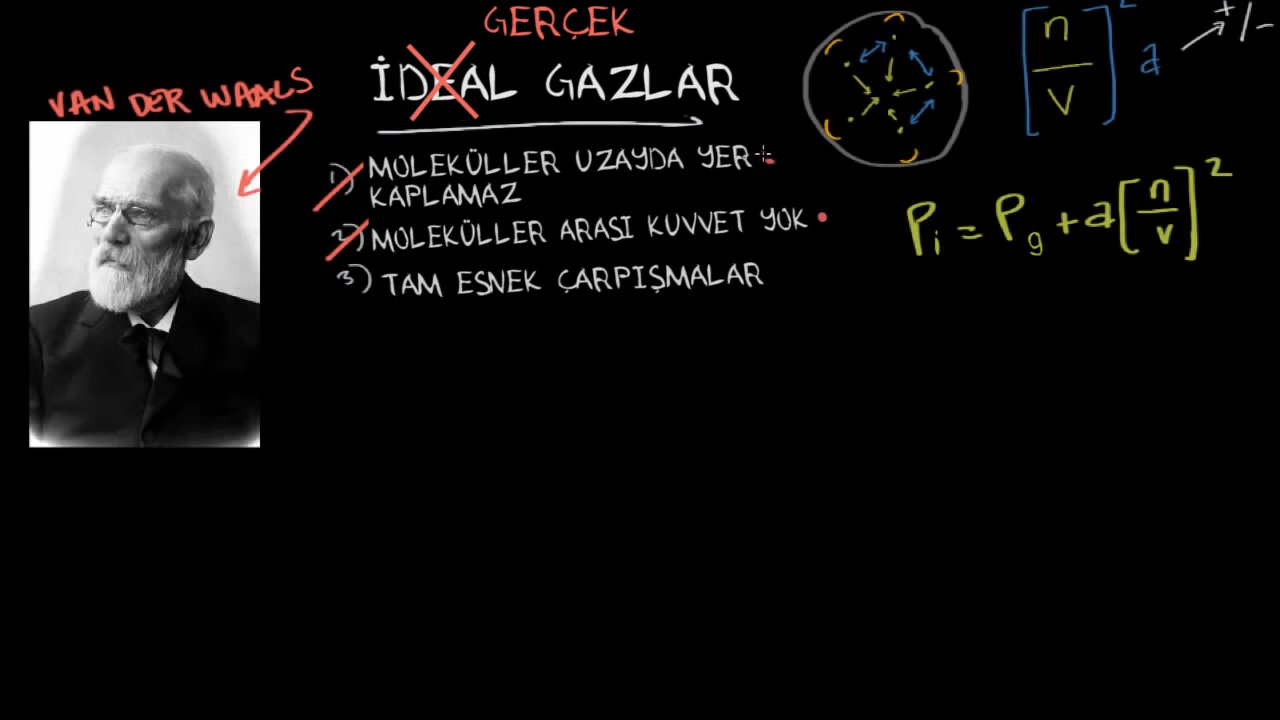 GERÇEK
İDEAL GAZLAR
VAN DER WAALS
1) MOLEKÜLLER UZAYDA YER
KAPLAMAZ
2) MOLEKÜLLER ARASI KUVVET YOK
3) TAM ESNEK ÇARPIŞMALAR
[n/V]² a +/-
Pi = Pg + a[n/v]²